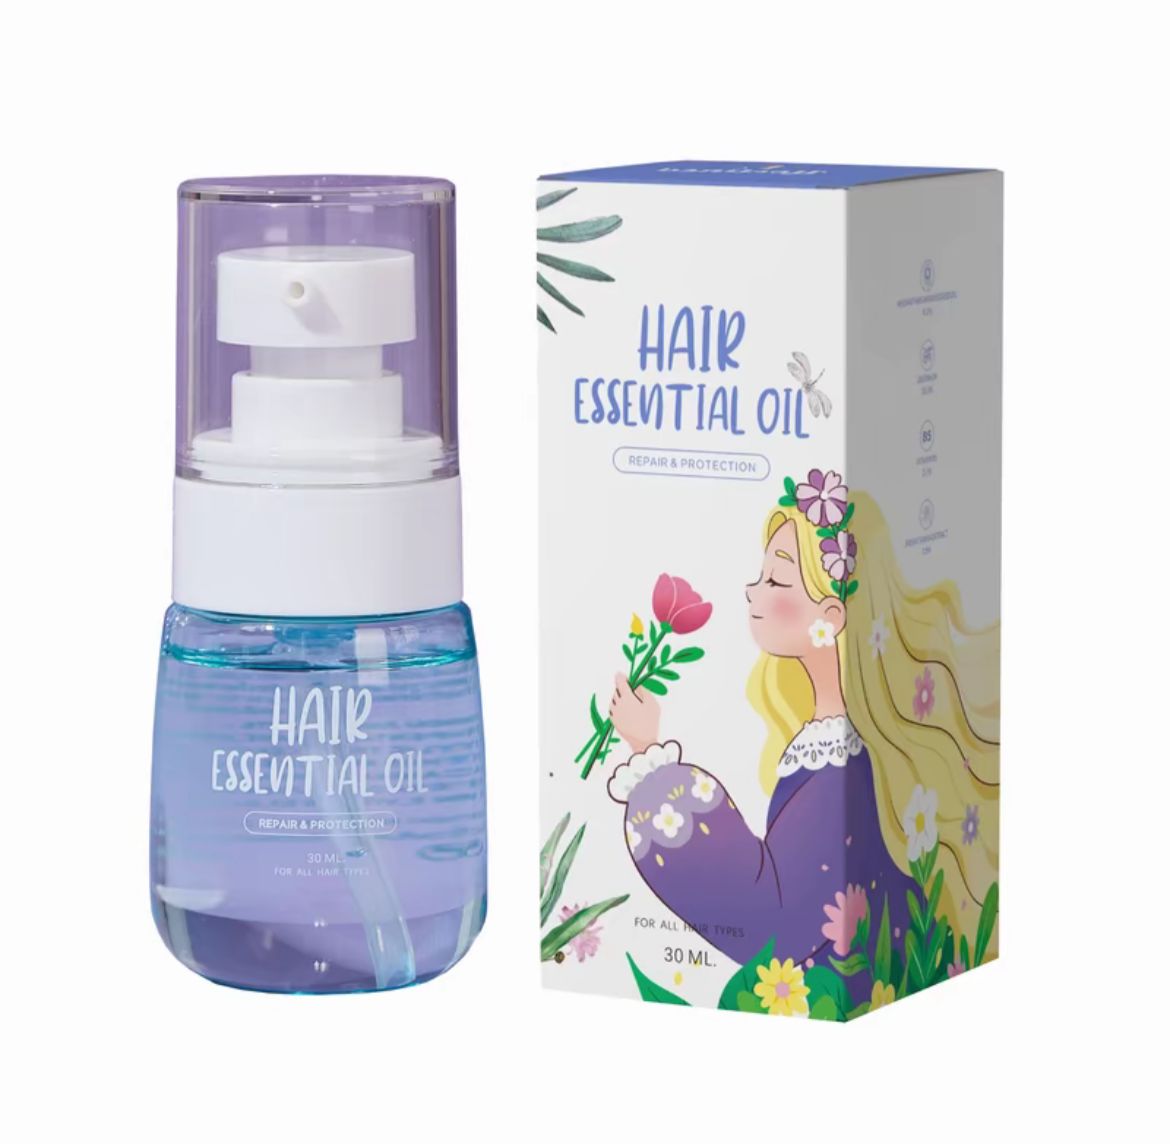 HAIR
ESSENTIAL OIL
REPAIR & PROTECTION
30 ML.
FOR ALL HAIR TYPES
HAIR
ESSENTIAL OIL
REPAIR & PROTECTION
FOR ALL HAIR TYPES
30 ML.
B5